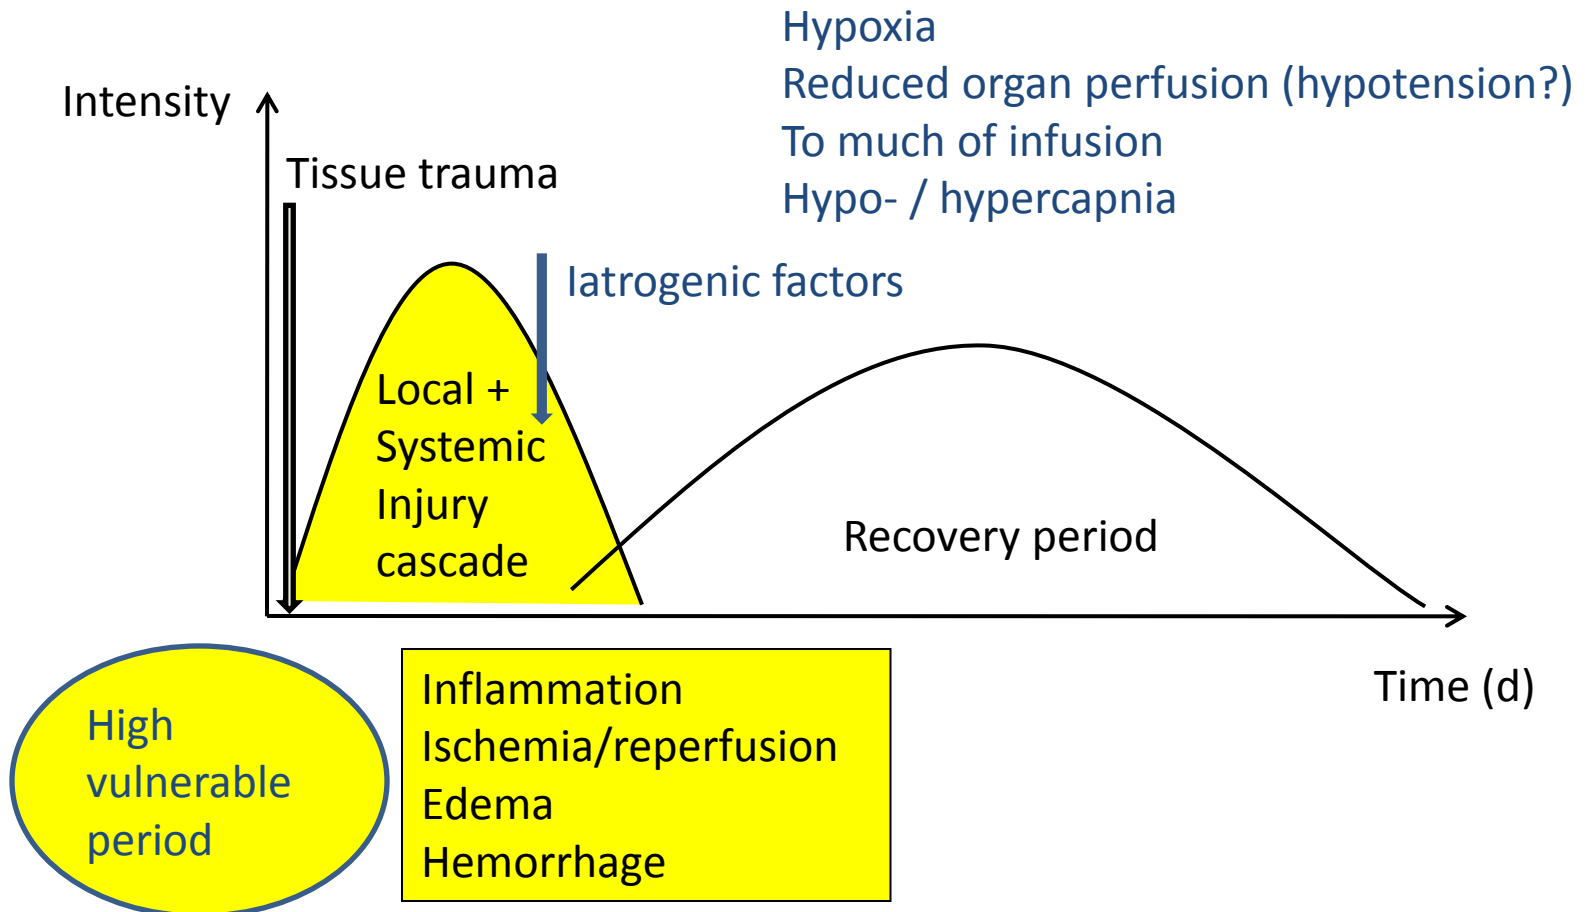 Hypoxia
Reduced organ perfusion (hypotension?)
To much of infusion
Hypo- / hypercapnia
Intensity
Tissue trauma
Iatrogenic factors
Local +
Systemic
Injury
cascade
Recovery period
Time (d)
High
vulnerable
period
Inflammation
Ischemia/reperfusion
Edema
Hemorrhage